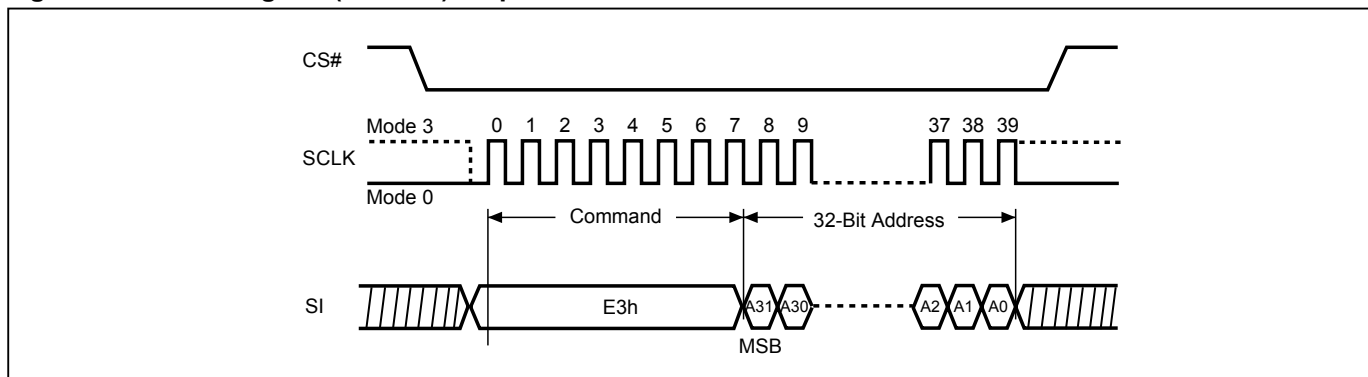 CS#
Mode 3
0 1 2 3 4 5 6 7 8 9 37 38 39
SCLK
Mode 0
Command
32-Bit Address
SI
E3h
A31 A30 A2 A1 A0
MSB